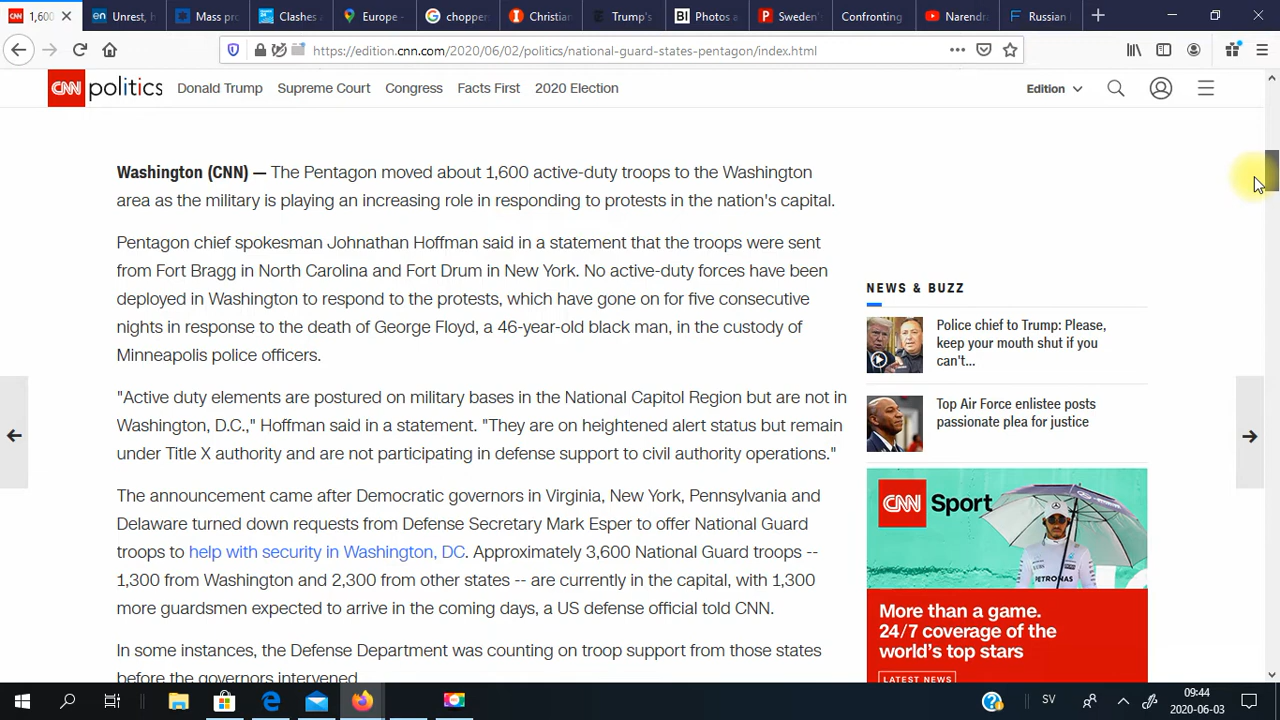 1,600
Unrest, h
Mass pro
Clashes a
Europe -
chopper
Christian
Trump's
Photos a
Sweden's
Confronting
Narendra
Russian
https://edition.cnn.com/2020/06/02/politics/national-guard-states-pentagon/index.html
CNN politics Donald Trump Supreme Court Congress Facts First 2020 Election Edition
Washington (CNN) — The Pentagon moved about 1,600 active-duty troops to the Washington
area as the military is playing an increasing role in responding to protests in the nation's capital.
Pentagon chief spokesman Johnathan Hoffman said in a statement that the troops were sent
from Fort Bragg in North Carolina and Fort Drum in New York. No active-duty forces have been
deployed in Washington to respond to the protests, which have gone on for five consecutive
nights in response to the death of George Floyd, a 46-year-old black man, in the custody of
Minneapolis police officers.
"Active duty elements are postured on military bases in the National Capitol Region but are not in
Washington, D.C.," Hoffman said in a statement. "They are on heightened alert status but remain
under Title X authority and are not participating in defense support to civil authority operations."
The announcement came after Democratic governors in Virginia, New York, Pennsylvania and
Delaware turned down requests from Defense Secretary Mark Esper to offer National Guard
troops to help with security in Washington, DC. Approximately 3,600 National Guard troops --
1,300 from Washington and 2,300 from other states -- are currently in the capital, with 1,300
more guardsmen expected to arrive in the coming days, a US defense official told CNN.
In some instances, the Defense Department was counting on troop support from those states
before the governors intervened.
NEWS & BUZZ
Police chief to Trump: Please,
keep your mouth shut if you
can't...
Top Air Force enlistee posts
passionate plea for justice
CNN Sport
PETRONAS
More than a game.
24/7 coverage of the
world's top stars
LATEST NEWS
SV
09:44
2020-06-03